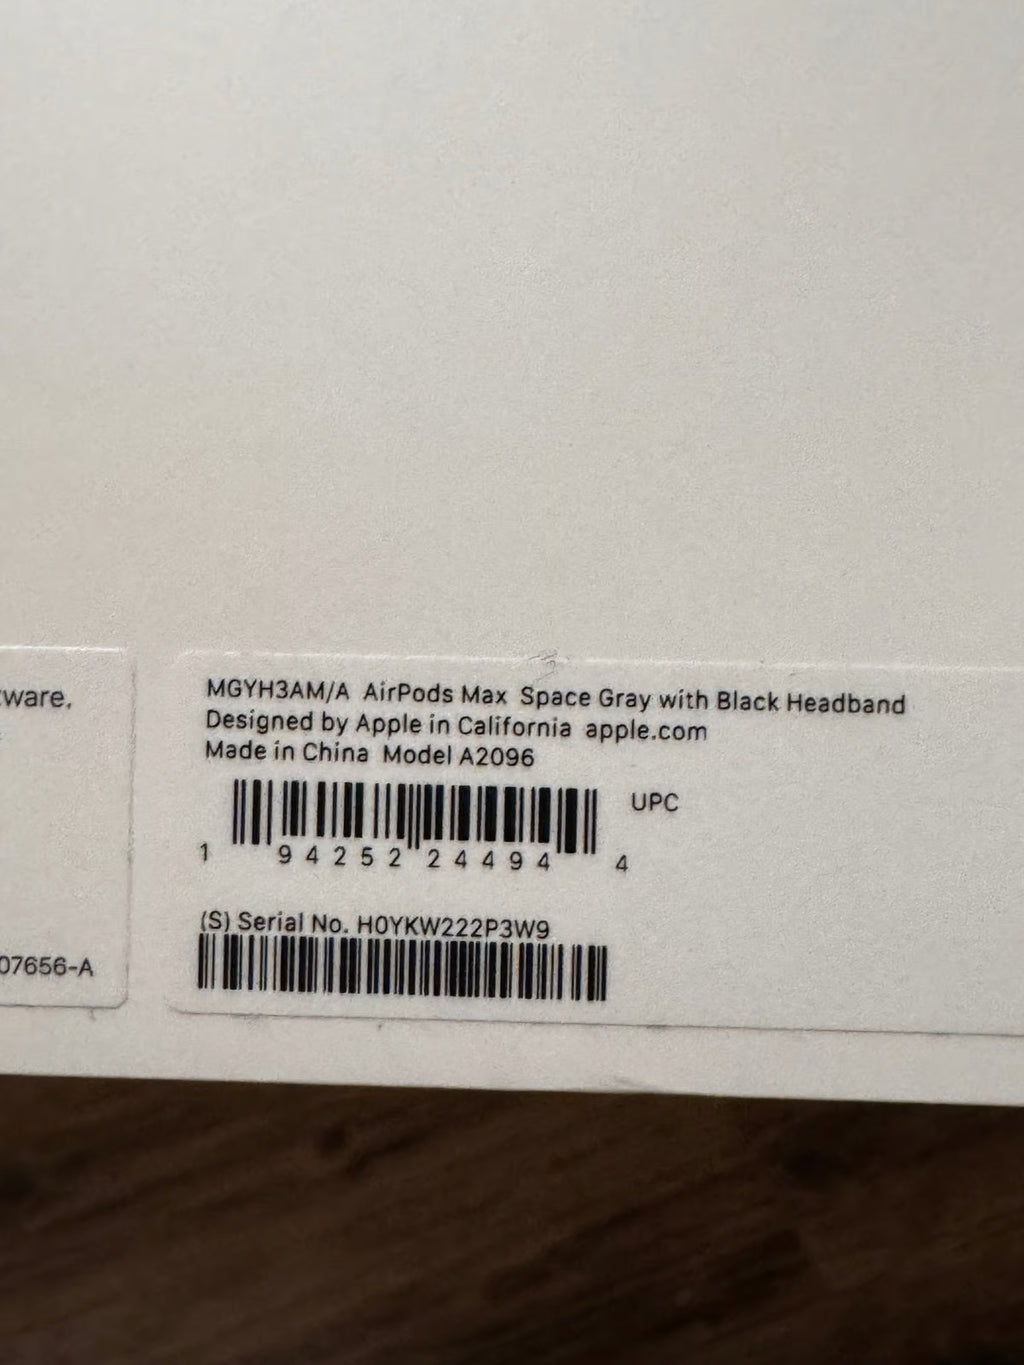 ware,
07656-A
MGYH3AM/A AirPods Max Space Gray with Black Headband
Designed by Apple in California apple.com
Made in China Model A2096
UPC
1 94252 24494 4
(S) Serial No. H0YKW222P3W9